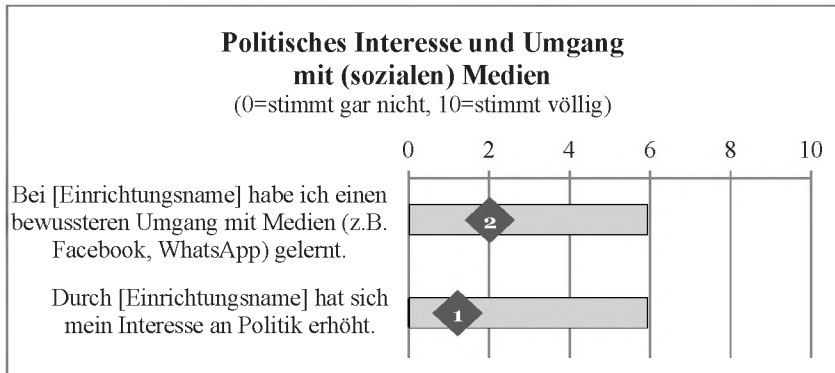 Politisches Interesse und Umgang
mit (sozialen) Medien
(0=stimmt gar nicht, 10=stimmt völlig)
0 2 4 6 8 10
Bei [Einrichtungsname] habe ich einen
bewussteren Umgang mit Medien (z.B.
Facebook, WhatsApp) gelernt.
2
Durch [Einrichtungsname] hat sich
mein Interesse an Politik erhöht.
1